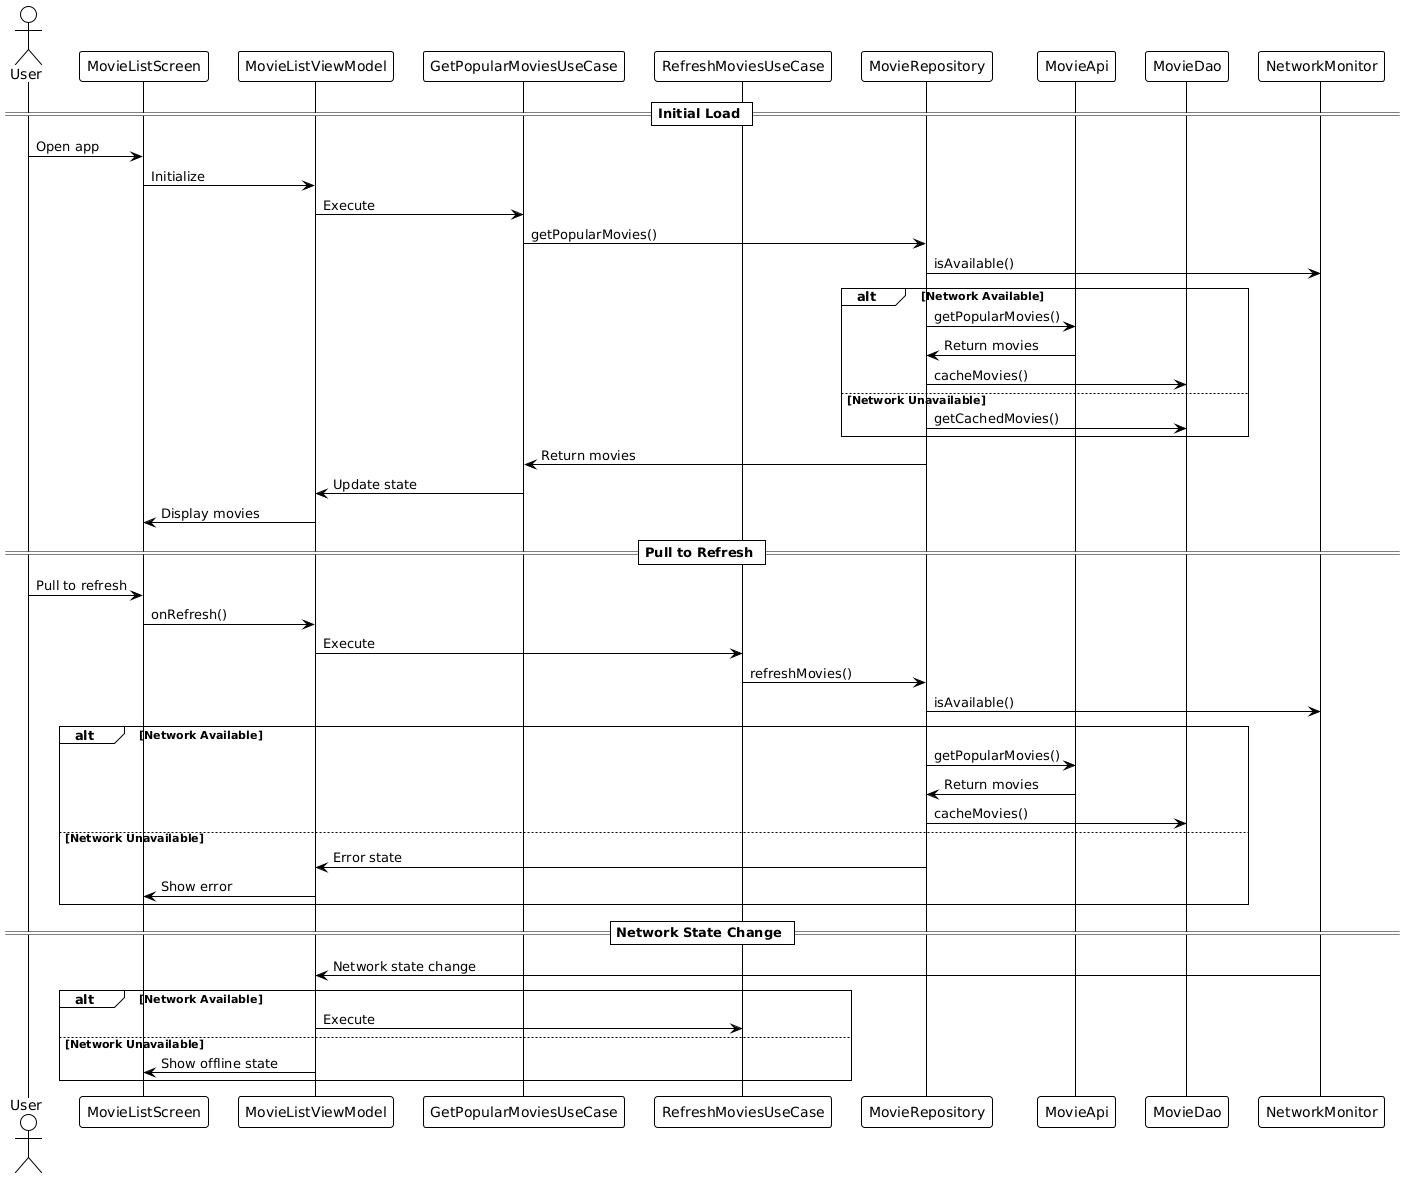 User
MovieListScreen
MovieListViewModel
GetPopularMoviesUseCase
RefreshMoviesUseCase
MovieRepository
MovieApi
MovieDao
NetworkMonitor
Initial Load
Open app
Initialize
Execute
getPopularMovies()
isAvailable()
alt
[Network Available]
getPopularMovies()
Return movies
cacheMovies()
[Network Unavailable]
getCachedMovies()
Return movies
Update state
Display movies
Pull to Refresh
Pull to refresh
onRefresh()
Execute
refreshMovies()
isAvailable()
alt
[Network Available]
getPopularMovies()
Return movies
cacheMovies()
[Network Unavailable]
Error state
Show error
Network State Change
Network state change
alt
[Network Available]
Execute
[Network Unavailable]
Show offline state
User
MovieListScreen
MovieListViewModel
GetPopularMoviesUseCase
RefreshMoviesUseCase
MovieRepository
MovieApi
MovieDao
NetworkMonitor